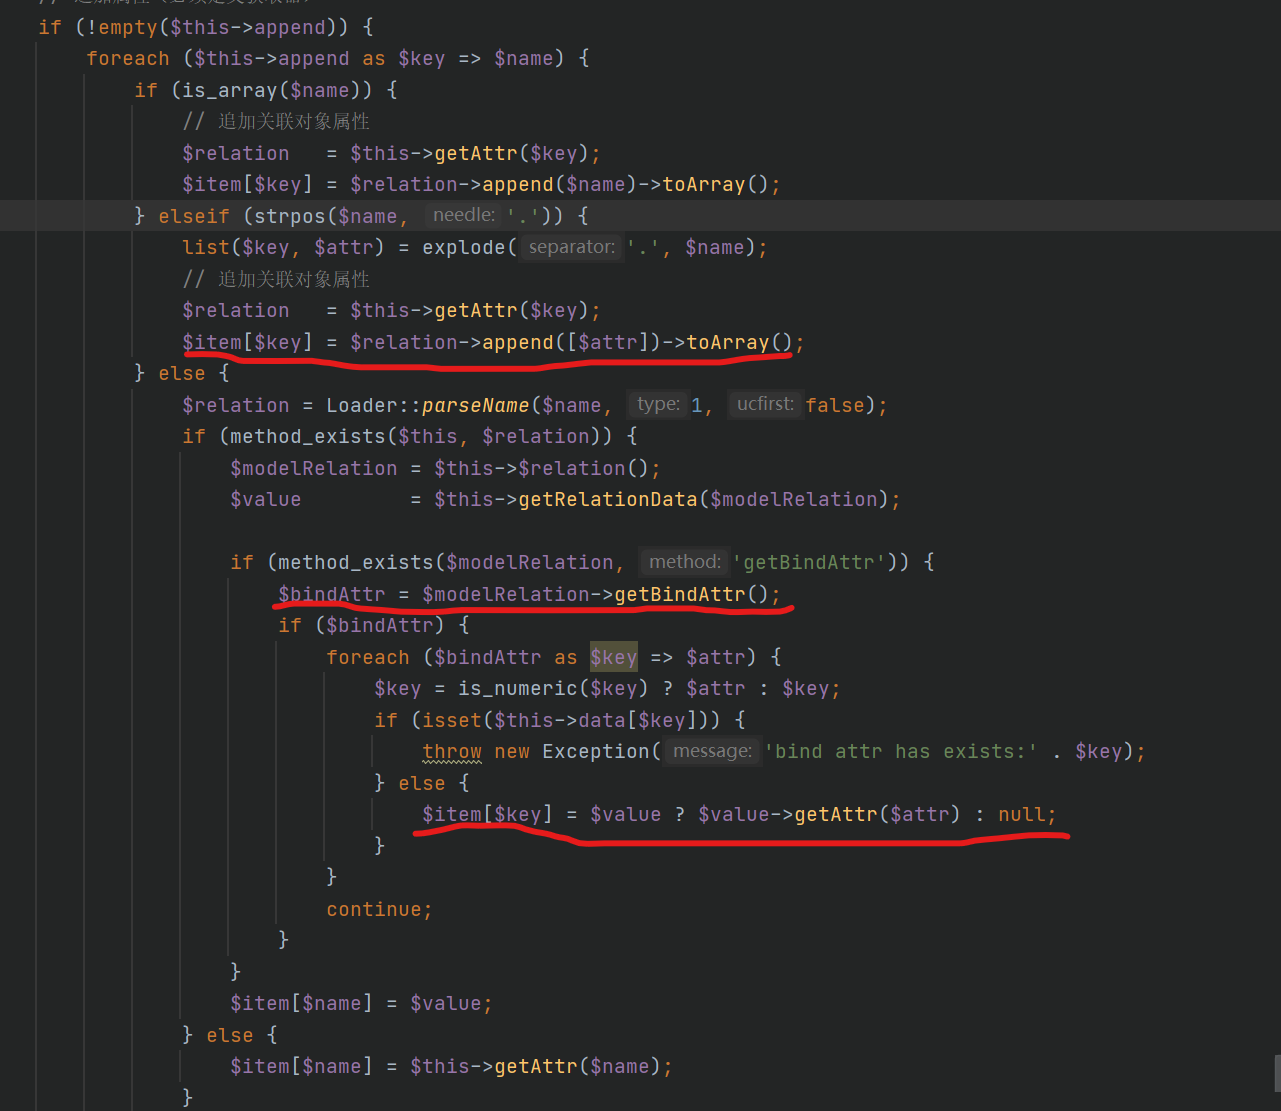 if (!empty($this->append)) {
foreach ($this->append as $key => $name) {
if (is_array($name)) {
// 追加关联对象属性
$relation   = $this->getAttr($key);
$item[$key] = $relation->append($name)->toArray();
} elseif (strpos($name, needle: '.')) {
list($key, $attr) = explode( separator: '.', $name);
// 追加关联对象属性
$relation   = $this->getAttr($key);
$item[$key] = $relation->append([$attr])->toArray();
} else {
$relation = Loader::parseName($name, type: 1, ucfirst: false);
if (method_exists($this, $relation)) {
$modelRelation = $this->$relation();
$value         = $this->getRelationData($modelRelation);
if (method_exists($modelRelation, method: 'getBindAttr')) {
$bindAttr = $modelRelation->getBindAttr();
if ($bindAttr) {
foreach ($bindAttr as $key => $attr) {
$key = is_numeric($key) ? $attr : $key;
if (isset($this->data[$key])) {
throw new Exception( message: 'bind attr has exists:' . $key);
} else {
$item[$key] = $value ? $value->getAttr($attr) : null;
}
}
continue;
}
}
$item[$name] = $value;
} else {
$item[$name] = $this->getAttr($name);
}